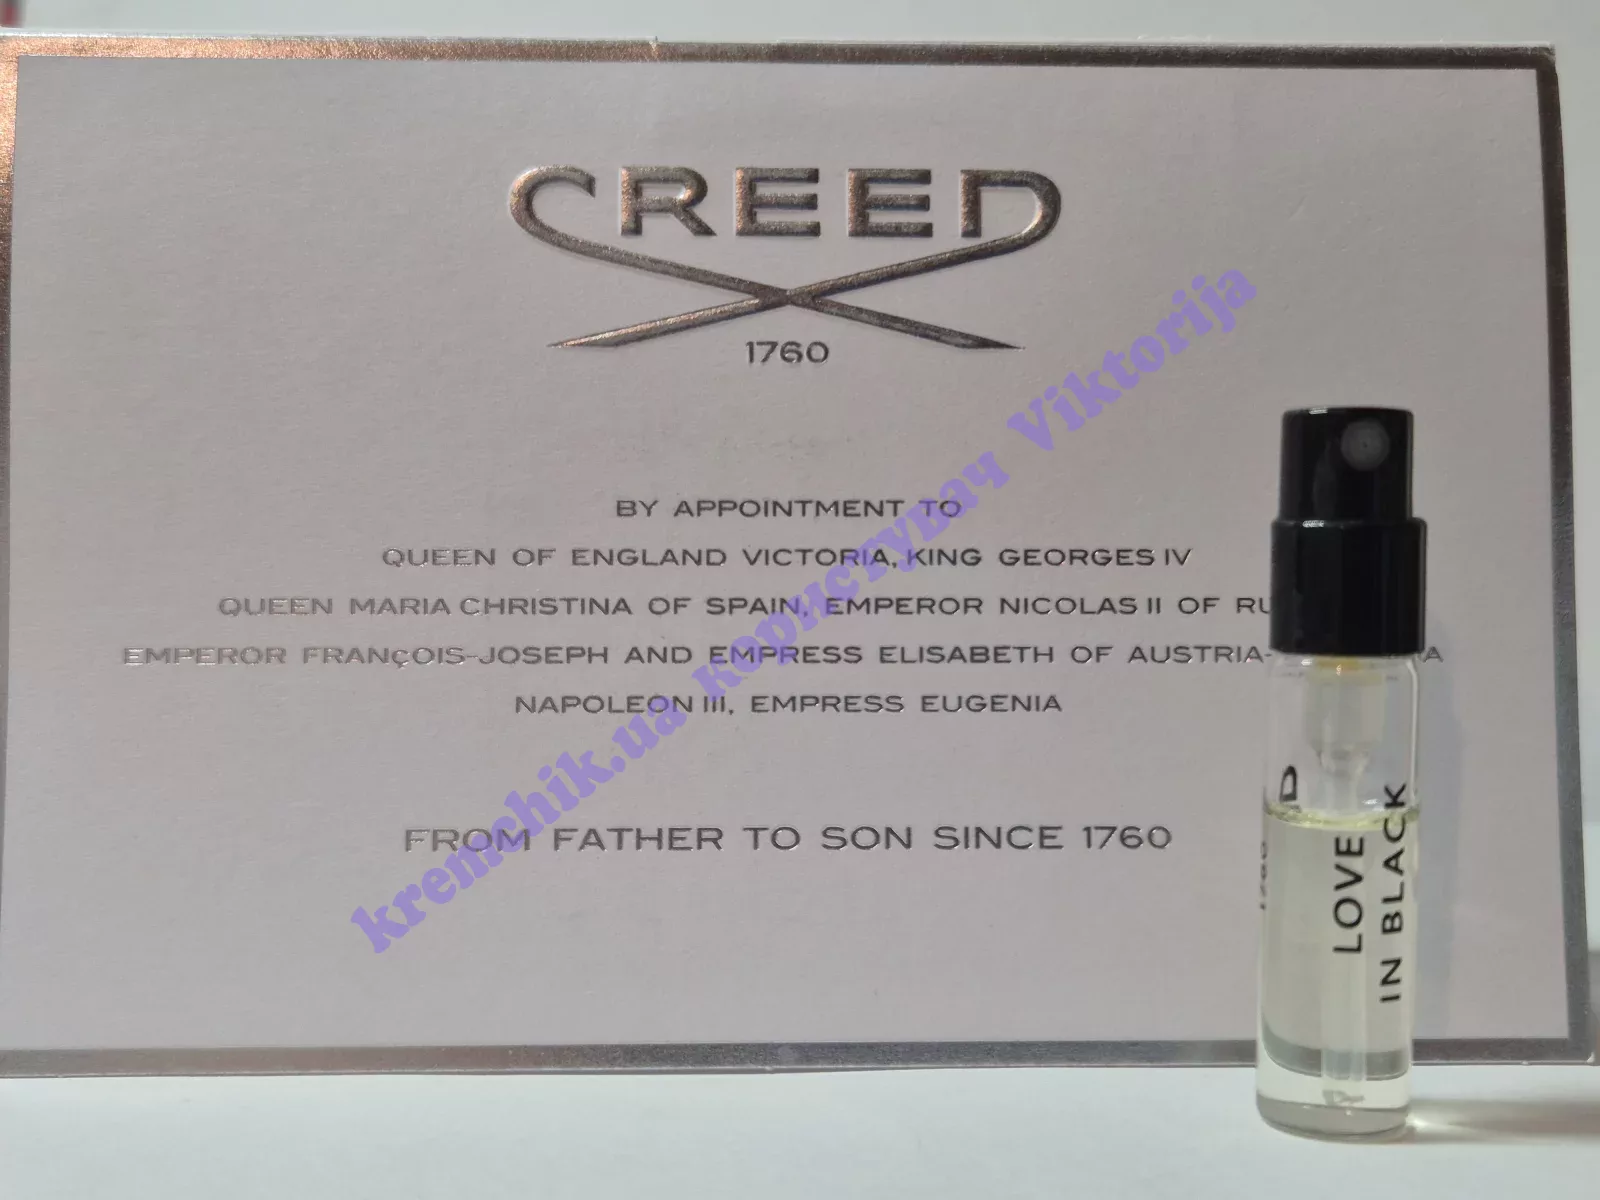 CREED
1760
BY APPOINTMENT TO
QUEEN OF ENGLAND VICTORIA, KING GEORGES IV
QUEEN MARIA CHRISTINA OF SPAIN, EMPEROR NICOLAS II OF RU
EMPEROR FRANÇOIS-JOSEPH AND EMPRESS ELISABETH OF AUSTRIA- A
NAPOLEON III, EMPRESS EUGENIA
FROM FATHER TO SON SINCE 1760
kremchik.ua користувач Viktorija
D
1760
LOVE
IN BLACK